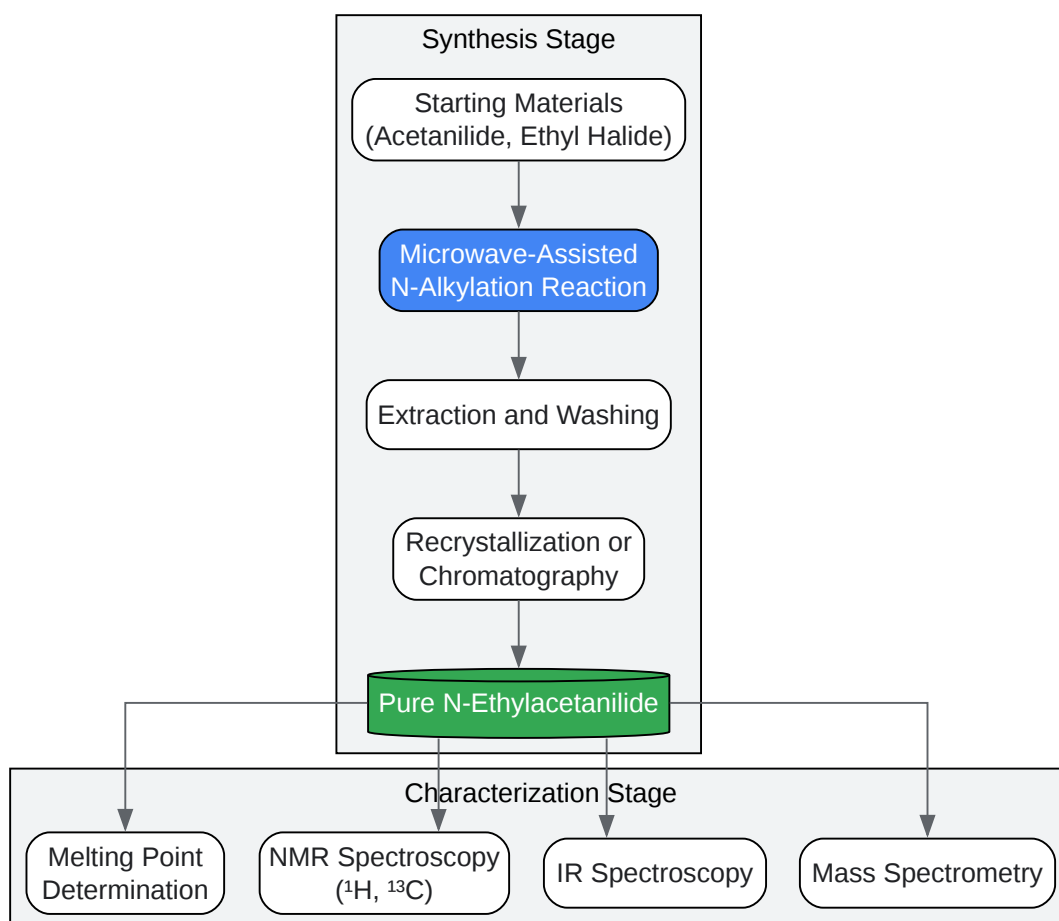 Synthesis Stage
Starting Materials
(Acetanilide, Ethyl Halide)
Microwave-Assisted
N-Alkylation Reaction
Extraction and Washing
Recrystallization or
Chromatography
Pure N-Ethylacetanilide
Characterization Stage
Melting Point
Determination
NMR Spectroscopy
(¹H, ¹³C)
IR Spectroscopy
Mass Spectrometry